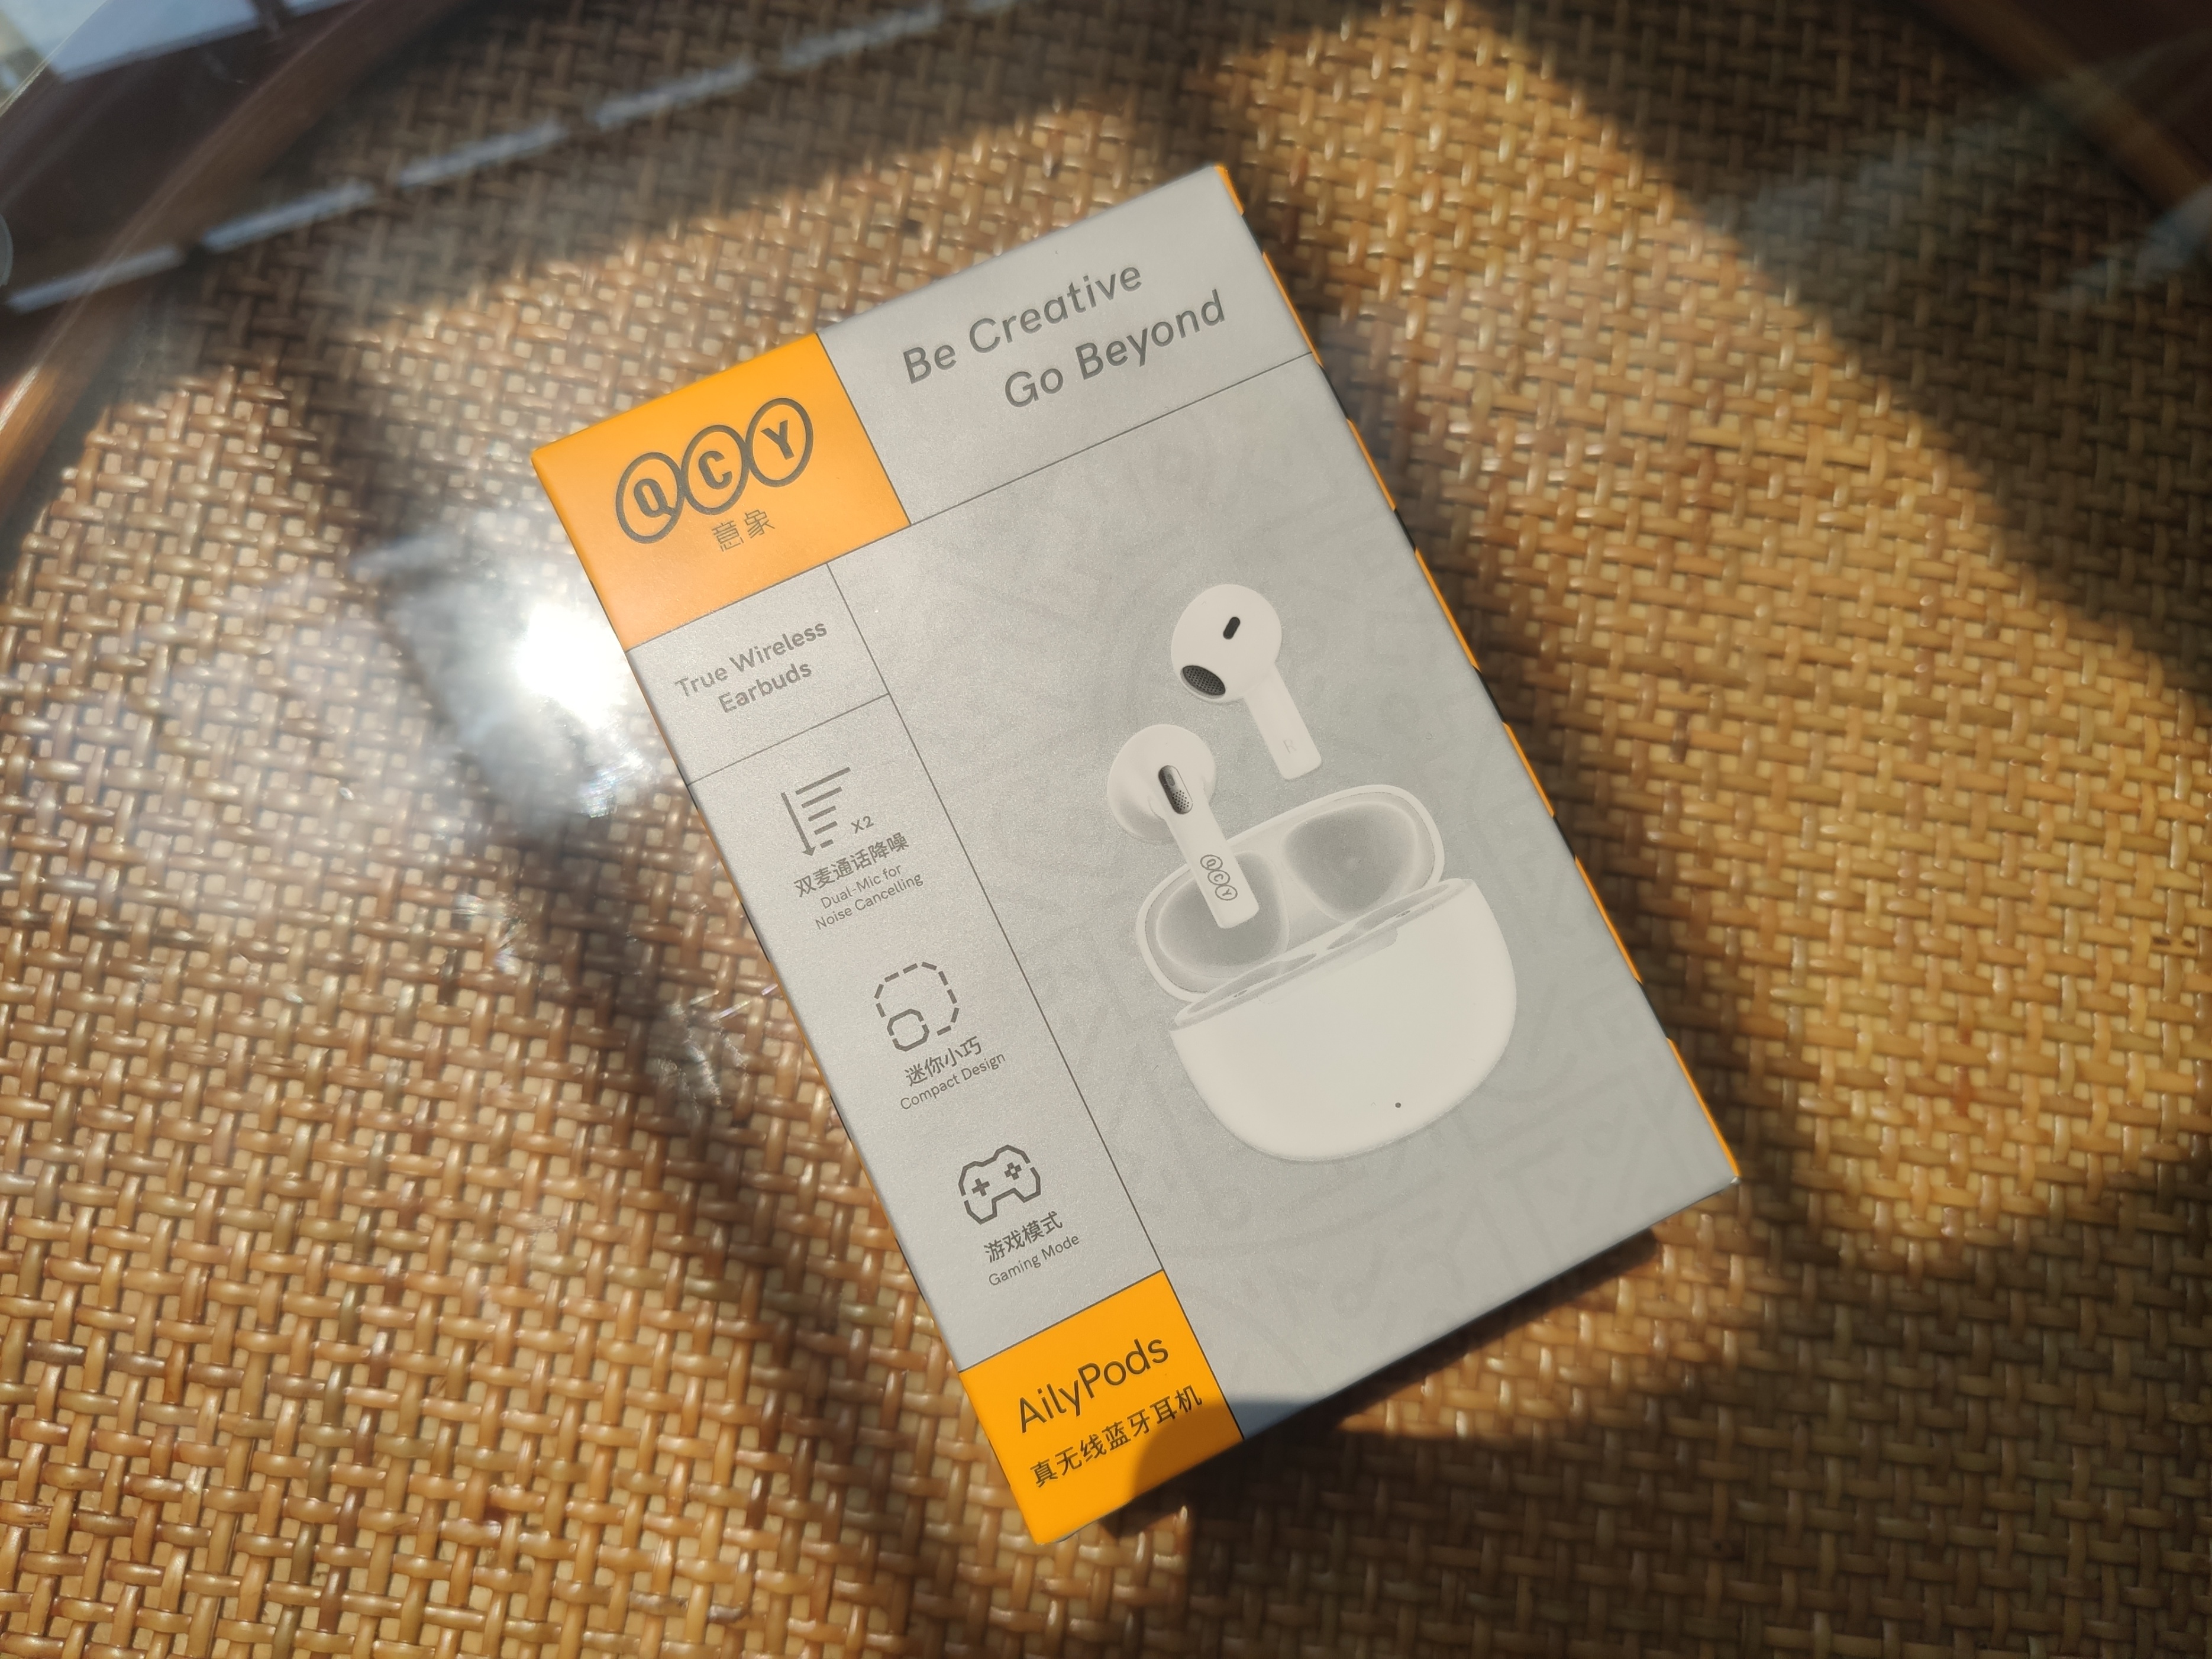 QCY
意象
Be Creative
Go Beyond
True Wireless
Earbuds
X2
双麦通话降噪
Dual-Mic for
Noise Cancelling
迷你小巧
Compact Design
游戏模式
Gaming Mode
R
QCY
AilyPods
真无线蓝牙耳机